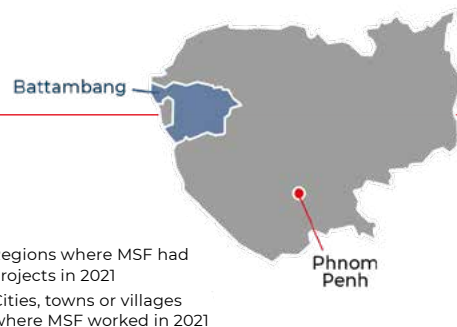 Battambang
Phnom
Penh
egions where MSF had
rojects in 2021
ities, towns or villages
where MSF worked in 2021